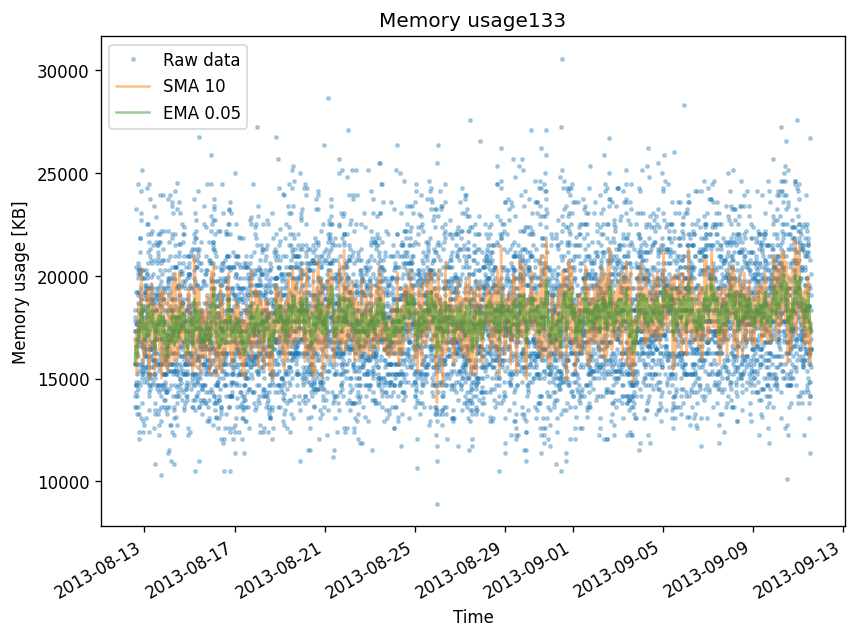 Memory usage133
Raw data
SMA 10
EMA 0.05
30000
25000
20000
15000
10000
Memory usage [KB]
2013-08-13
2013-08-17
2013-08-21
2013-08-25
2013-08-29
2013-09-01
2013-09-05
2013-09-09
2013-09-13
Time